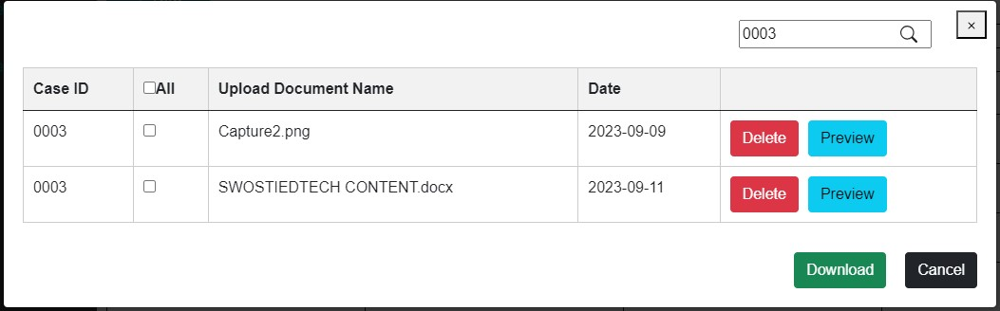 0003
×
Case ID All Upload Document Name Date
0003 Capture2.png 2023-09-09 Delete Preview
0003 SWOSTIEDTECH CONTENT.docx 2023-09-11 Delete Preview
Download Cancel